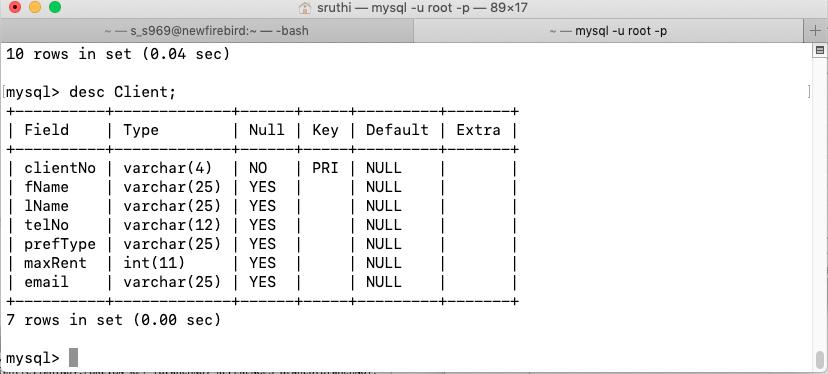 sruthi — mysql -u root -p — 89×17
~ — s_s969@newfirebird:~ — -bash
~ — mysql -u root -p
+
10 rows in set (0.04 sec)
[mysql> desc Client; ]
+----------+-------------+------+-----+---------+-------+
| Field    | Type        | Null | Key | Default | Extra |
+----------+-------------+------+-----+---------+-------+
| clientNo | varchar(4)  | NO   | PRI | NULL    |       |
| fName    | varchar(25) | YES  |     | NULL    |       |
| lName    | varchar(25) | YES  |     | NULL    |       |
| telNo    | varchar(12) | YES  |     | NULL    |       |
| prefType | varchar(25) | YES  |     | NULL    |       |
| maxRent  | int(11)     | YES  |     | NULL    |       |
| email    | varchar(25) | YES  |     | NULL    |       |
+----------+-------------+------+-----+---------+-------+
7 rows in set (0.00 sec)
mysql>